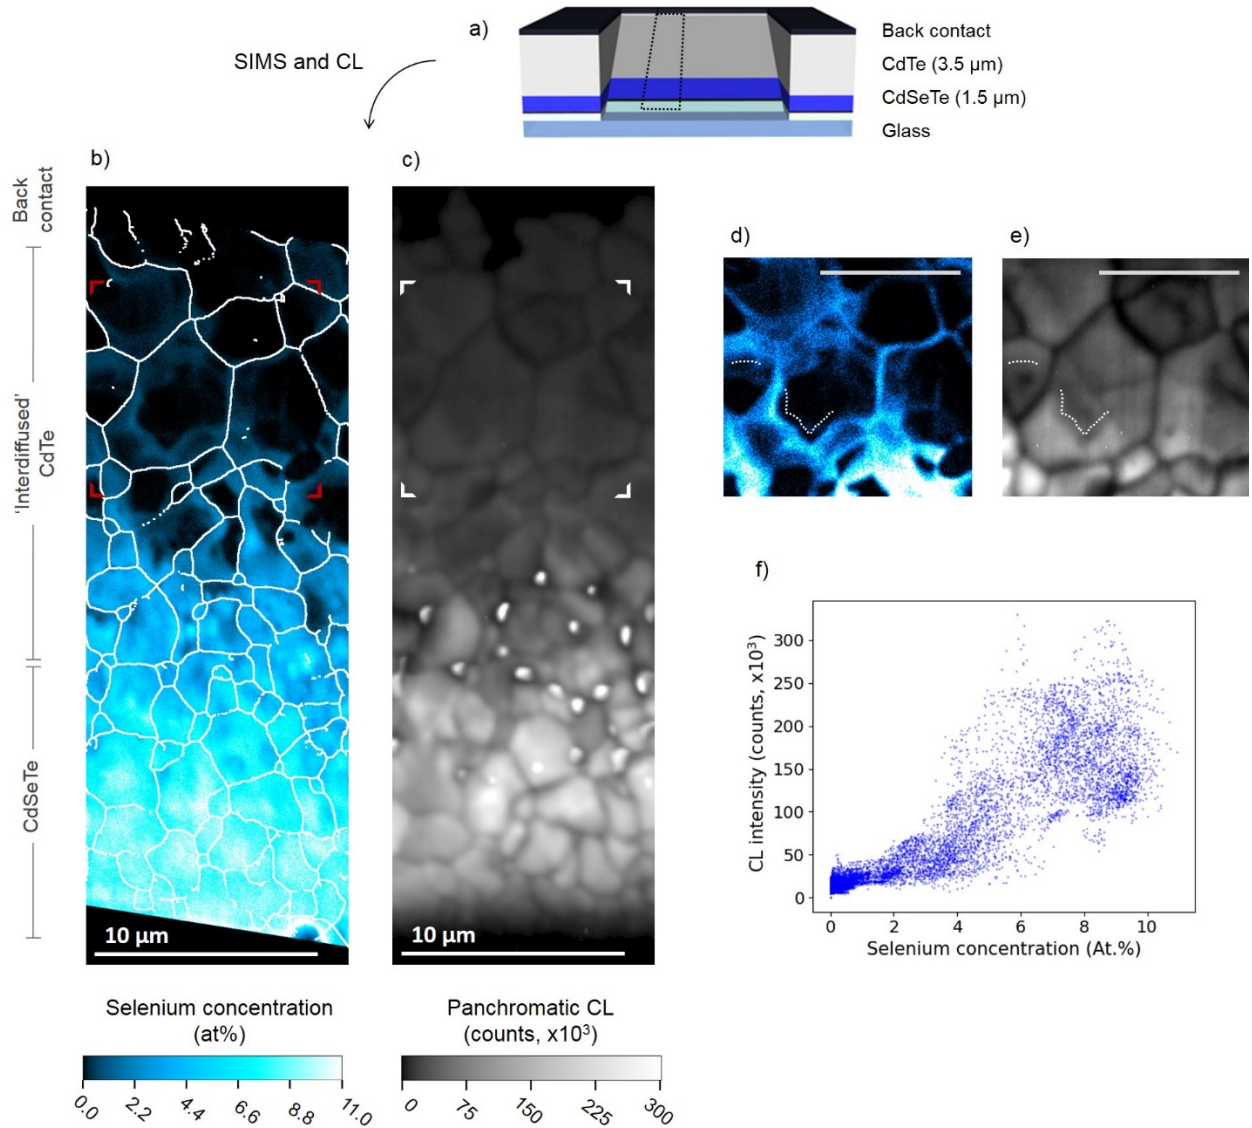 a)
SIMS and CL
Back contact
CdTe (3.5 µm)
CdSeTe (1.5 µm)
Glass
b)
c)
Back
contact
'Interdiffused'
CdTe
CdSeTe
10 µm
10 µm
d)
e)
f)
CL intensity (counts, x10³)
300
250
200
150
100
50
0
0
2
4
6
8
10
Selenium concentration (At.%)
Selenium concentration
(at%)
0.0
2.2
4.4
6.6
8.8
11.0
Panchromatic CL
(counts, x10³)
0
75
150
225
300